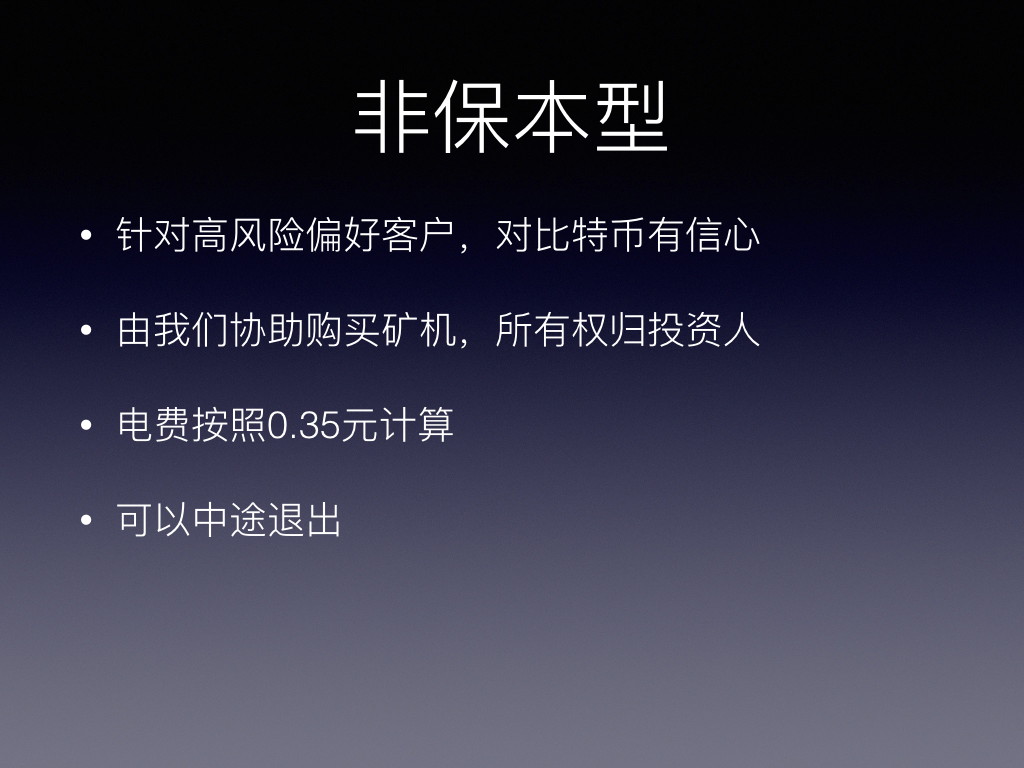 非保本型
• 针对高风险偏好客户，对比特币有信心
• 由我们协助购买矿机，所有权归投资人
• 电费按照0.35元计算
• 可以中途退出